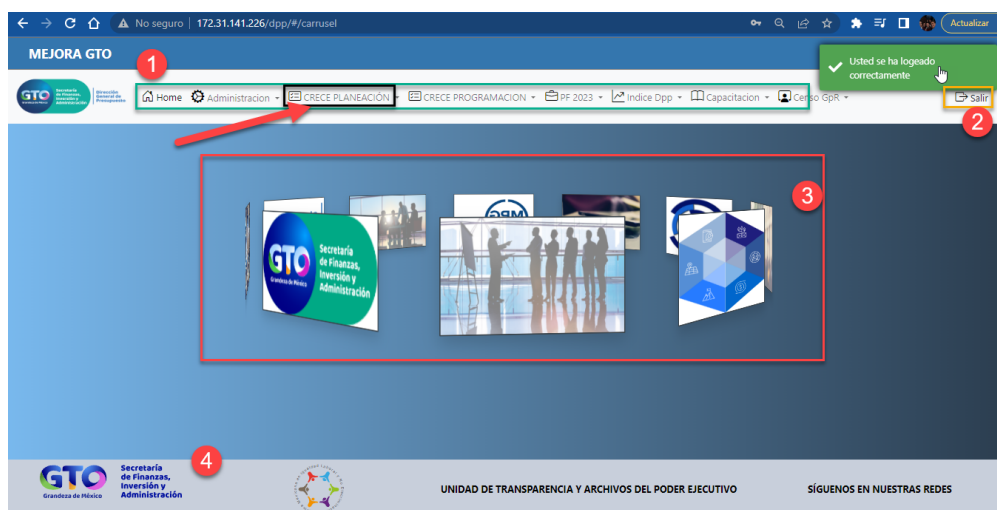 No seguro | 172.31.141.226/dpp/#/carrusel
Actualizar
MEJORA GTO
1
Usted se ha logeado
correctamente
GTO
Secretaría
de Finanzas,
Inversión y
Administración
Dirección
General de
Presupuesto
Home
Administracion
CRECE PLANEACIÓN
CRECE PROGRAMACION
PF 2023
Indice Dpp
Capacitacion
Censo GpR
Salir
2
3
GTO
Grandeza de México
Secretaría
de Finanzas,
Inversión y
Administración
4
GTO
Grandeza de México
Secretaría
de Finanzas,
Inversión y
Administración
UNIDAD DE TRANSPARENCIA Y ARCHIVOS DEL PODER EJECUTIVO
SÍGUENOS EN NUESTRAS REDES